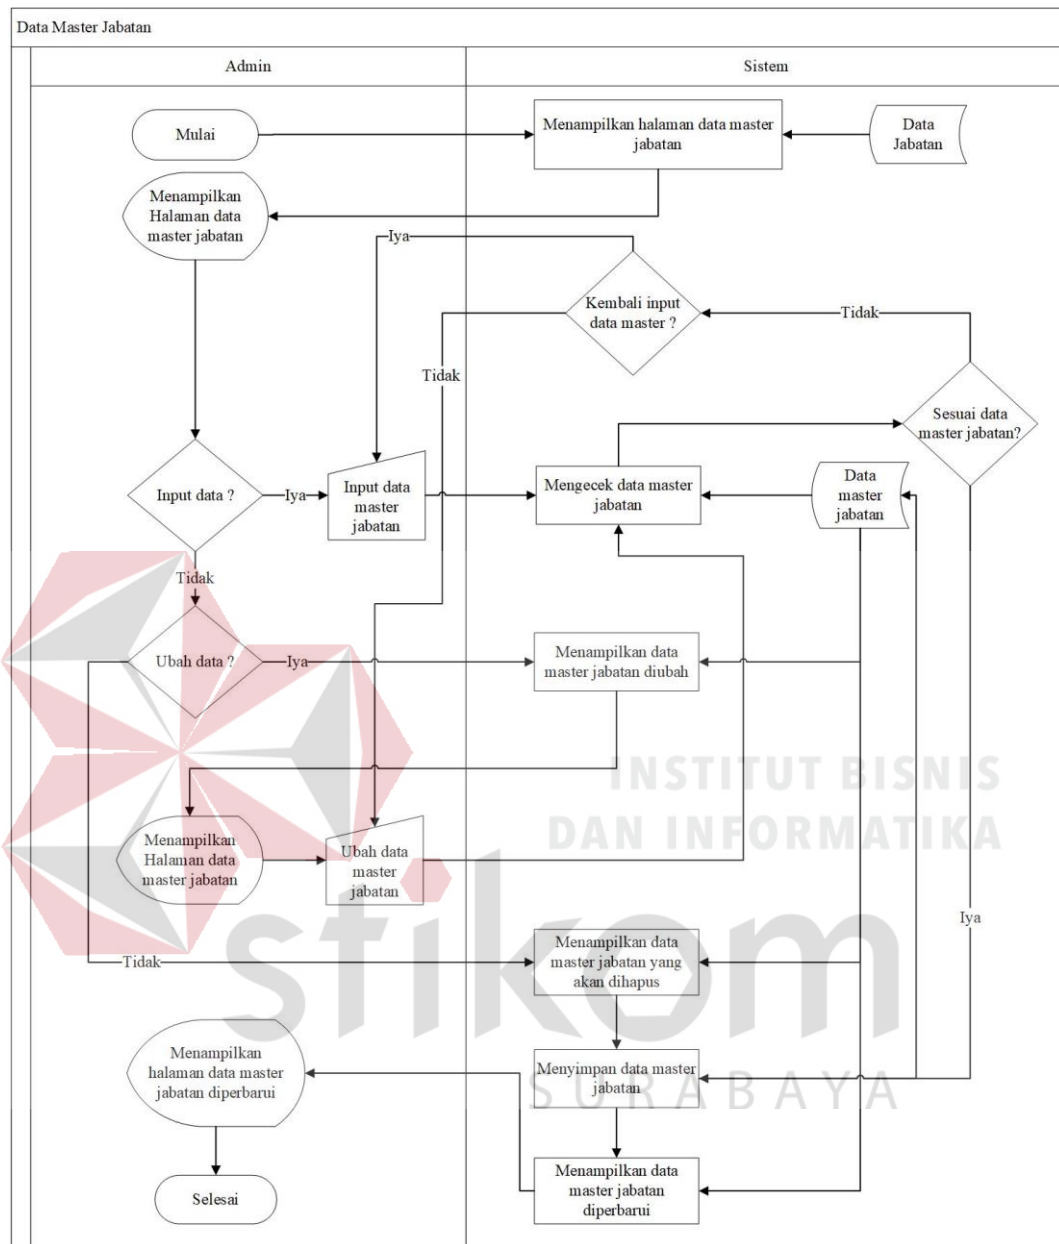 Data Master Jabatan
Admin
Sistem
Mulai
Menampilkan halaman data master
jabatan
Data
Jabatan
Menampilkan
Halaman data
master jabatan
Iya
Kembali input
data master ?
Tidak
Tidak
Sesuai data
master jabatan?
Input data ?
Iya
Input data
master
jabatan
Mengecek data master
jabatan
Data
master
jabatan
Tidak
Ubah data ?
Iya
Menampilkan data
master jabatan diubah
INSTITUT BISNIS
DAN INFORMATIKA
Menampilkan
Halaman data
master jabatan
Ubah data
master
jabatan
stikom
SURABAYA
Iya
Tidak
Menampilkan data
master jabatan yang
akan dihapus
Menampilkan
halaman data master
jabatan diperbarui
Menyimpan data master
jabatan
Menampilkan data
master jabatan
diperbarui
Selesai